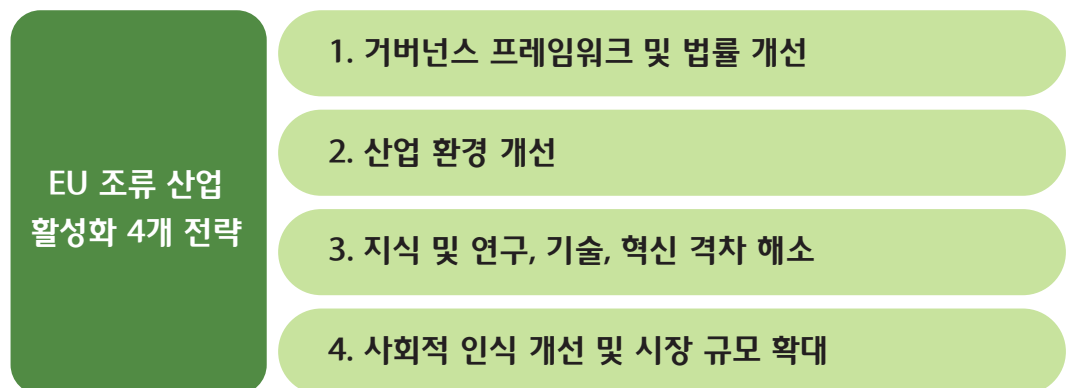 EU 조류 산업
활성화 4개 전략
1. 거버넌스 프레임워크 및 법률 개선
2. 산업 환경 개선
3. 지식 및 연구, 기술, 혁신 격차 해소
4. 사회적 인식 개선 및 시장 규모 확대